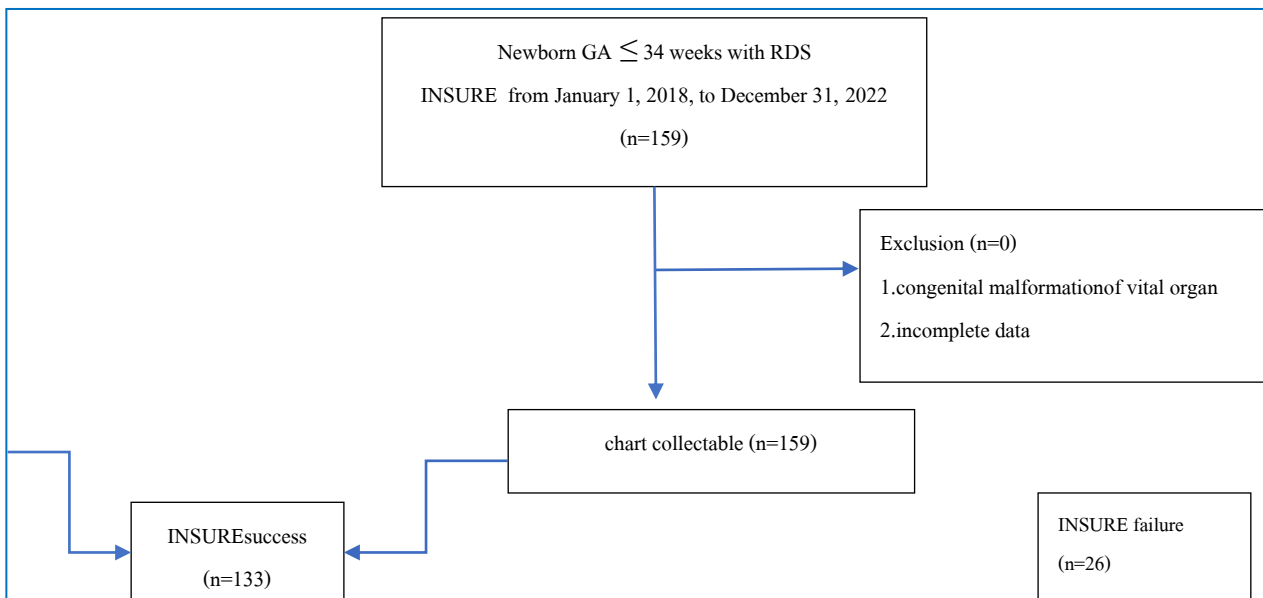 Newborn GA ≤ 34 weeks with RDS
INSURE from January 1, 2018, to December 31, 2022
(n=159)
Exclusion (n=0)
1.congenital malformationof vital organ
2.incomplete data
chart collectable (n=159)
INSUREsuccess
(n=133)
INSURE failure
(n=26)